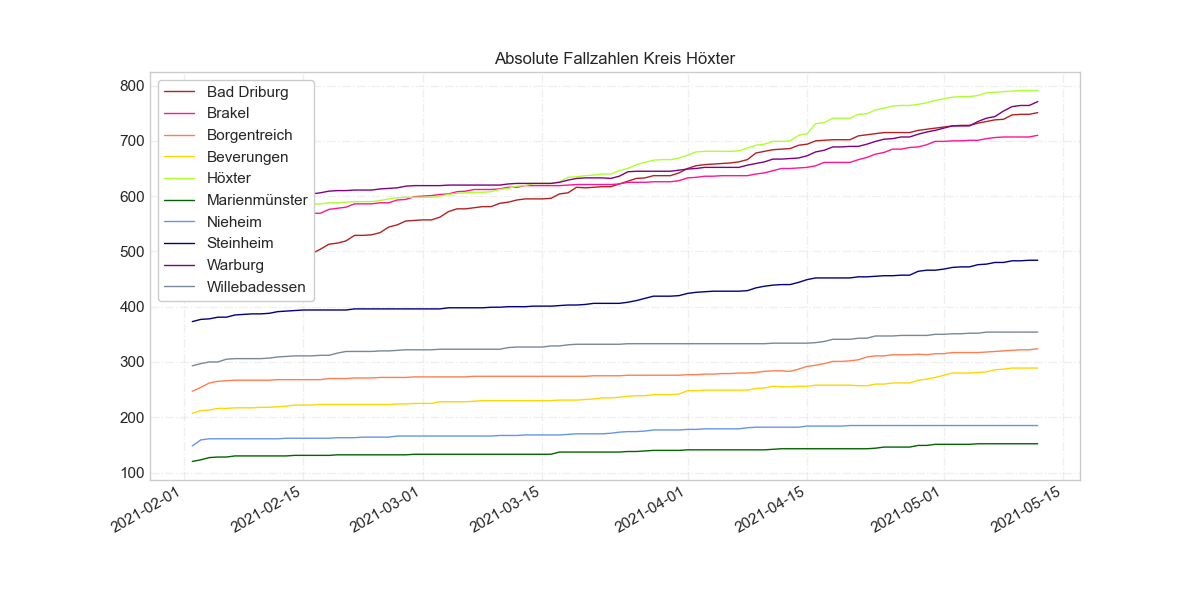 Absolute Fallzahlen Kreis Höxter
800
700
600
500
400
300
200
100
Bad Driburg
Brakel
Borgentreich
Beverungen
Höxter
Marienmünster
Nieheim
Steinheim
Warburg
Willebadessen
2021-02-01
2021-02-15
2021-03-01
2021-03-15
2021-04-01
2021-04-15
2021-05-01
2021-05-15